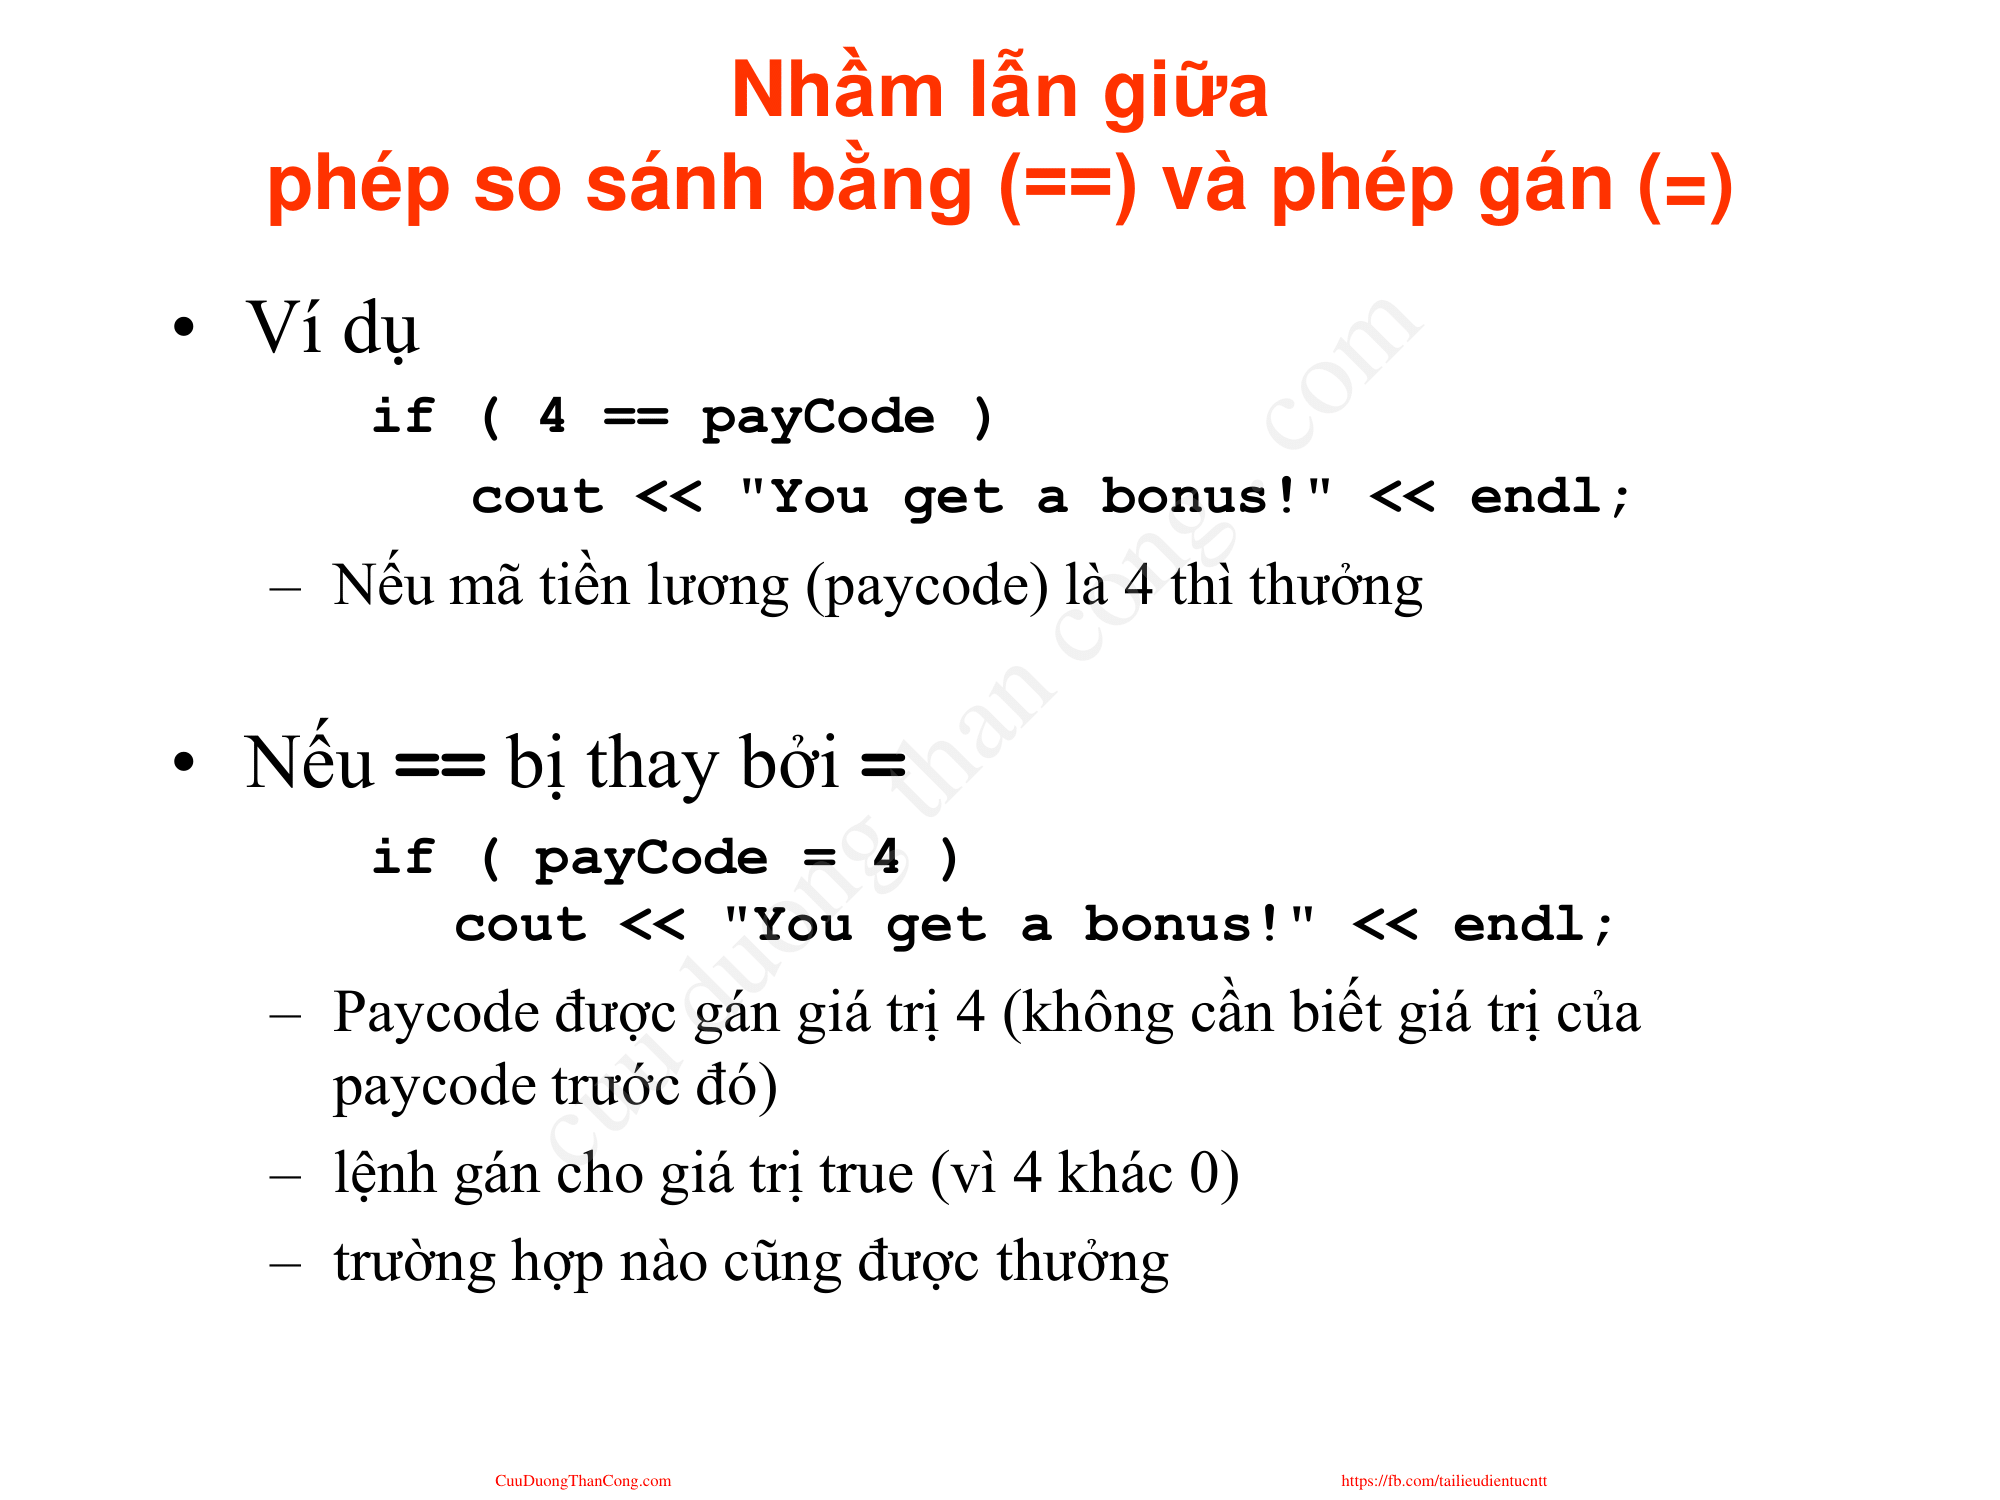 Nhầm lẫn giữa
phép so sánh bằng (==) và phép gán (=)
• Ví dụ
if ( 4 == payCode )
cout << "You get a bonus!" << endl;
– Nếu mã tiền lương (paycode) là 4 thì thưởng
• Nếu == bị thay bởi =
if ( payCode = 4 )
cout << "You get a bonus!" << endl;
– Paycode được gán giá trị 4 (không cần biết giá trị của
paycode trước đó)
– lệnh gán cho giá trị true (vì 4 khác 0)
– trường hợp nào cũng được thưởng
cuu duong than cong . com
CuuDuongThanCong.com
https://fb.com/tailieudientucntt